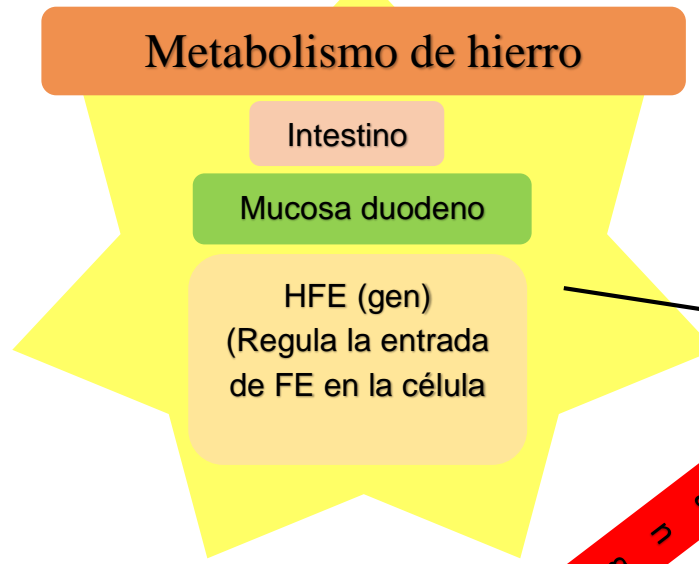 Metabolismo de hierro
Intestino
Mucosa duodeno
HFE (gen)
(Regula la entrada
de FE en la célula